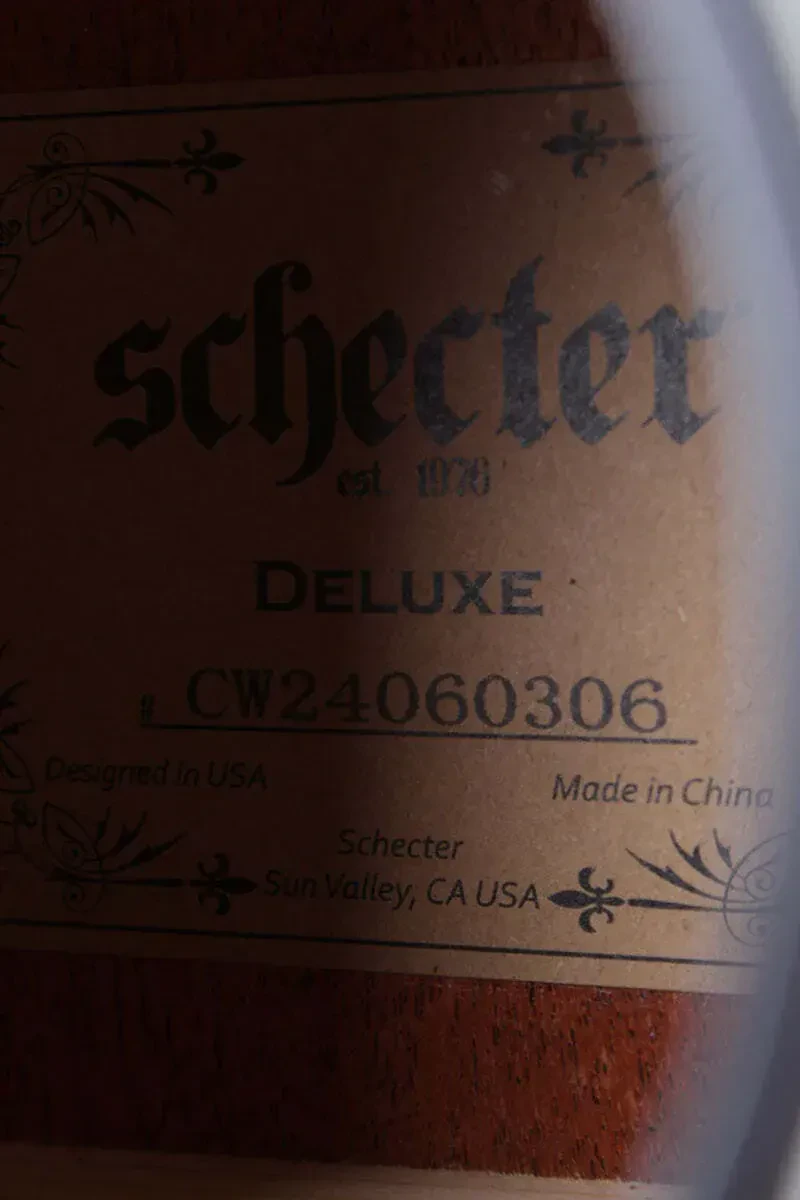 schecter
est. 1976
DELUXE
# CW24060306
Designed in USA
Made in China
Schecter
Sun Valley, CA USA